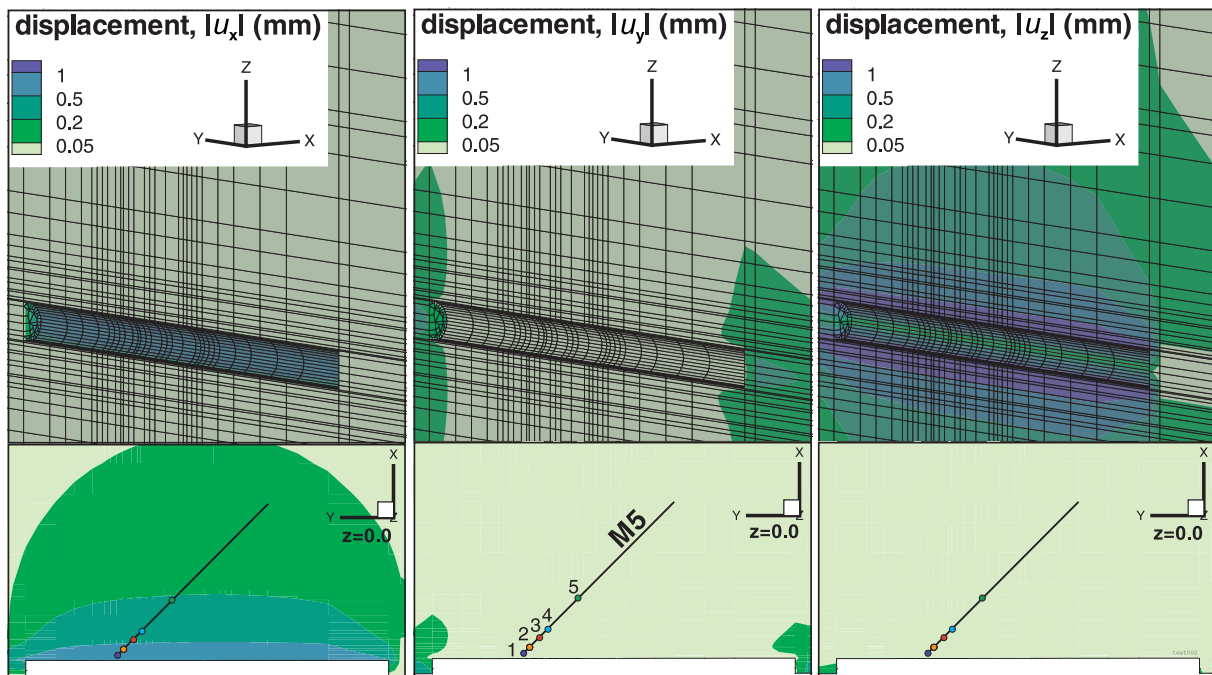 displacement, |uₓ| (mm)
1
0.5
0.2
0.05
Z
Y
X
displacement, |u_y| (mm)
1
0.5
0.2
0.05
Z
Y
X
displacement, |u_z| (mm)
1
0.5
0.2
0.05
Z
Y
X
X
Y
Z
z=0.0
M5
5
4
3
2
1
X
Y
Z
z=0.0
X
Y
Z
z=0.0